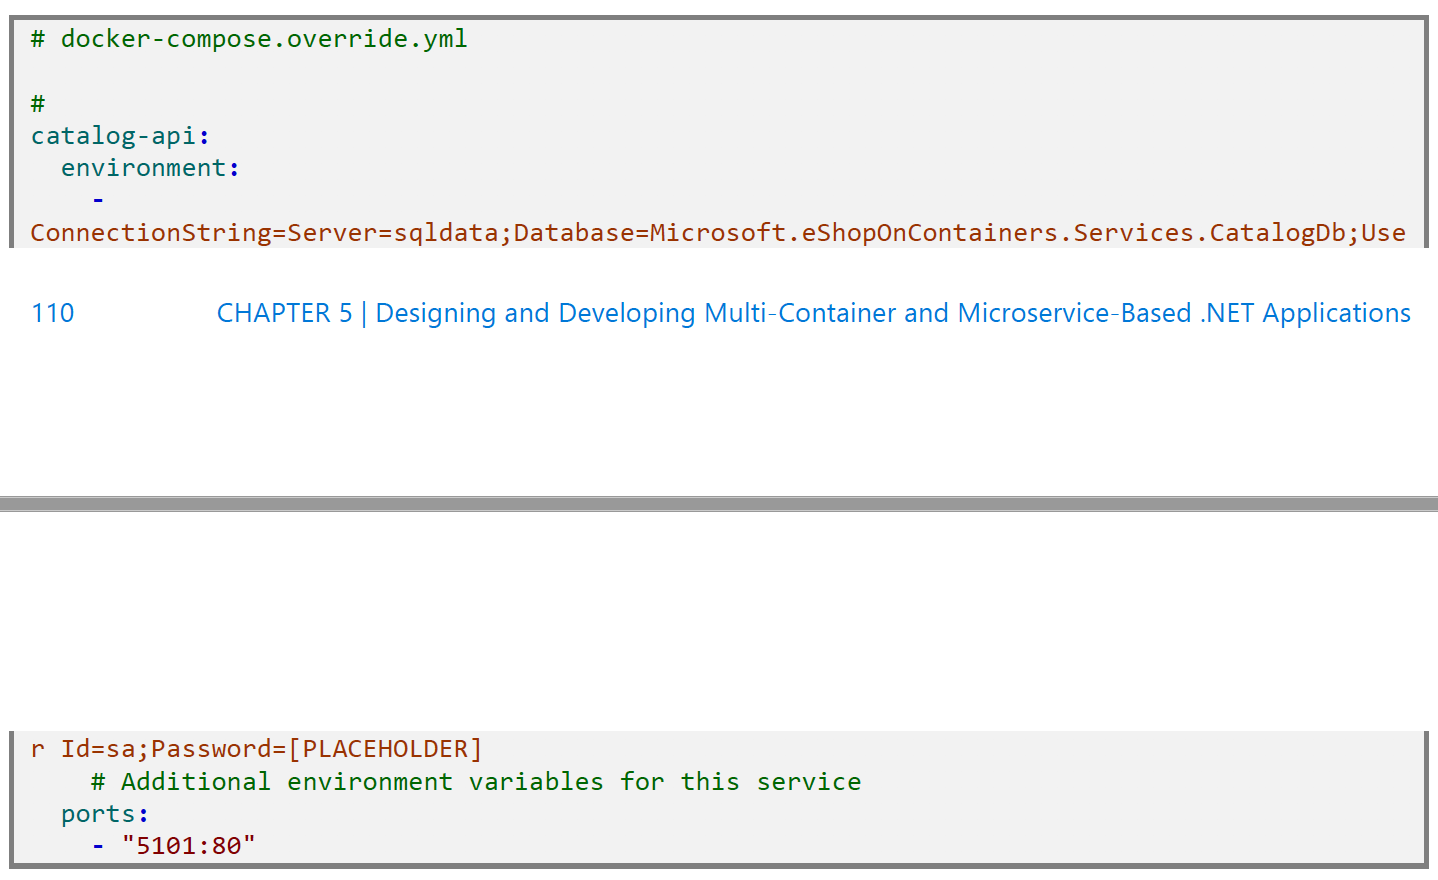 # docker-compose.override.yml
#
catalog-api:
  environment:
    -
ConnectionString=Server=sqldata;Database=Microsoft.eShopOnContainers.Services.CatalogDb;Use
110 CHAPTER 5 | Designing and Developing Multi-Container and Microservice-Based .NET Applications
r Id=sa;Password=[PLACEHOLDER]
    # Additional environment variables for this service
  ports:
    - "5101:80"